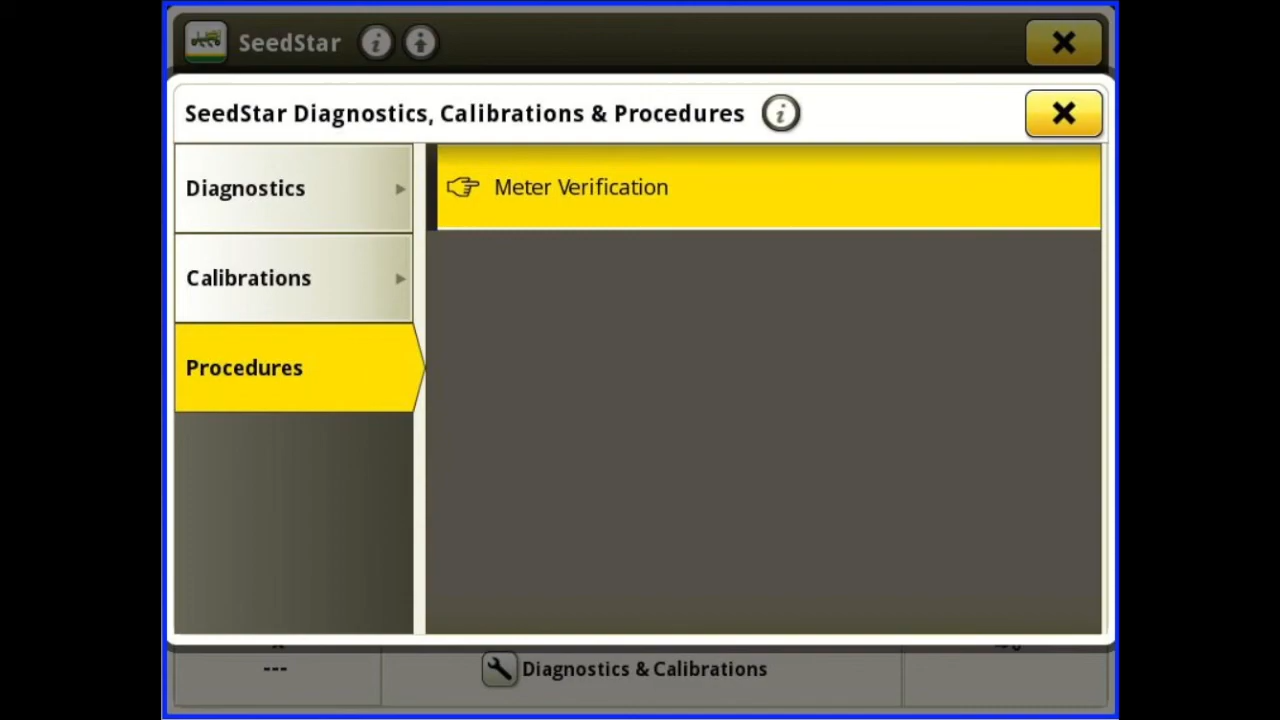 SeedStar
SeedStar Diagnostics, Calibrations & Procedures
Diagnostics
Calibrations
Procedures
Meter Verification
---
Diagnostics & Calibrations